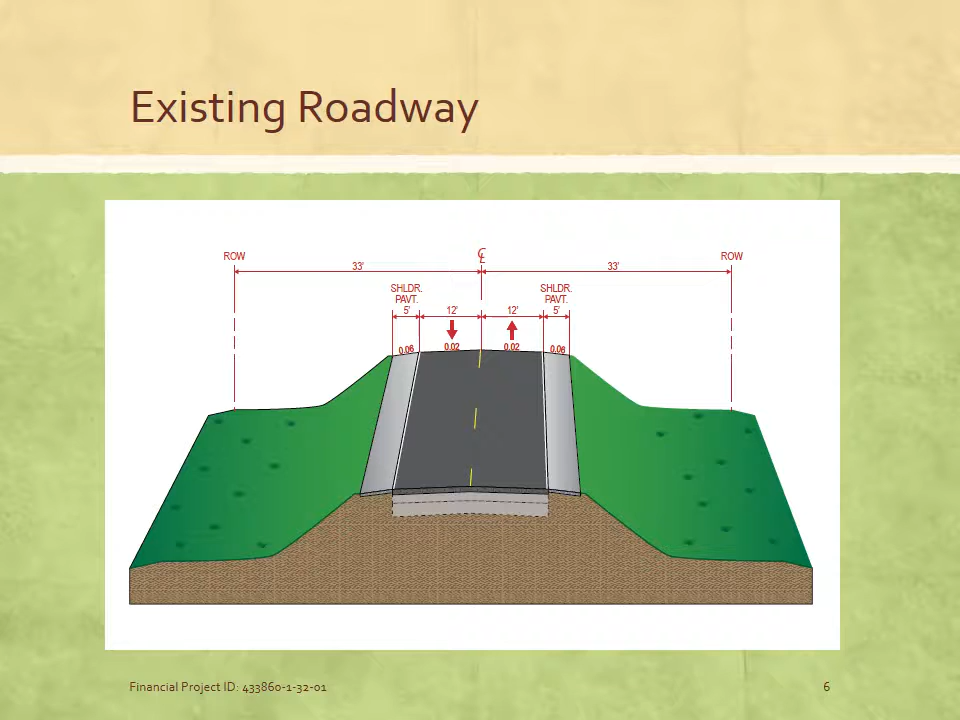 Existing Roadway
ROW
℄
ROW
33'
33'
SHLDR.
PAVT.
5'
12'
12'
SHLDR.
PAVT.
5'
0.06
0.02
0.02
0.06
Financial Project ID: 433860-1-32-01
6